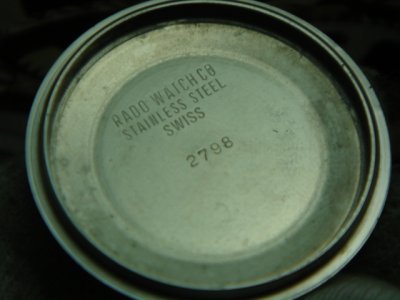 RADO WATCH CO
STAINLESS STEEL
SWISS
2798